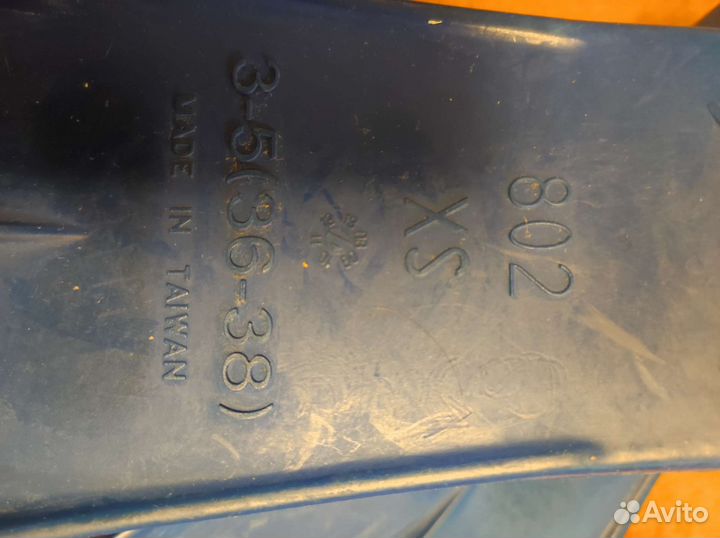 802
XS
3-5(36-38)
MADE IN TAIWAN
Avito